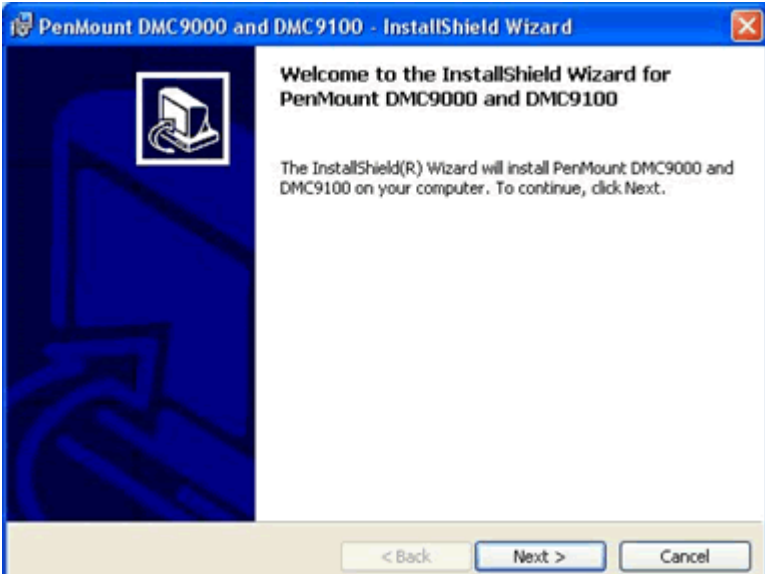 PenMount DMC9000 and DMC9100 - InstallShield Wizard
Welcome to the InstallShield Wizard for
PenMount DMC9000 and DMC9100
The InstallShield(R) Wizard will install PenMount DMC9000 and
DMC9100 on your computer. To continue, click Next.
< Back
Next >
Cancel